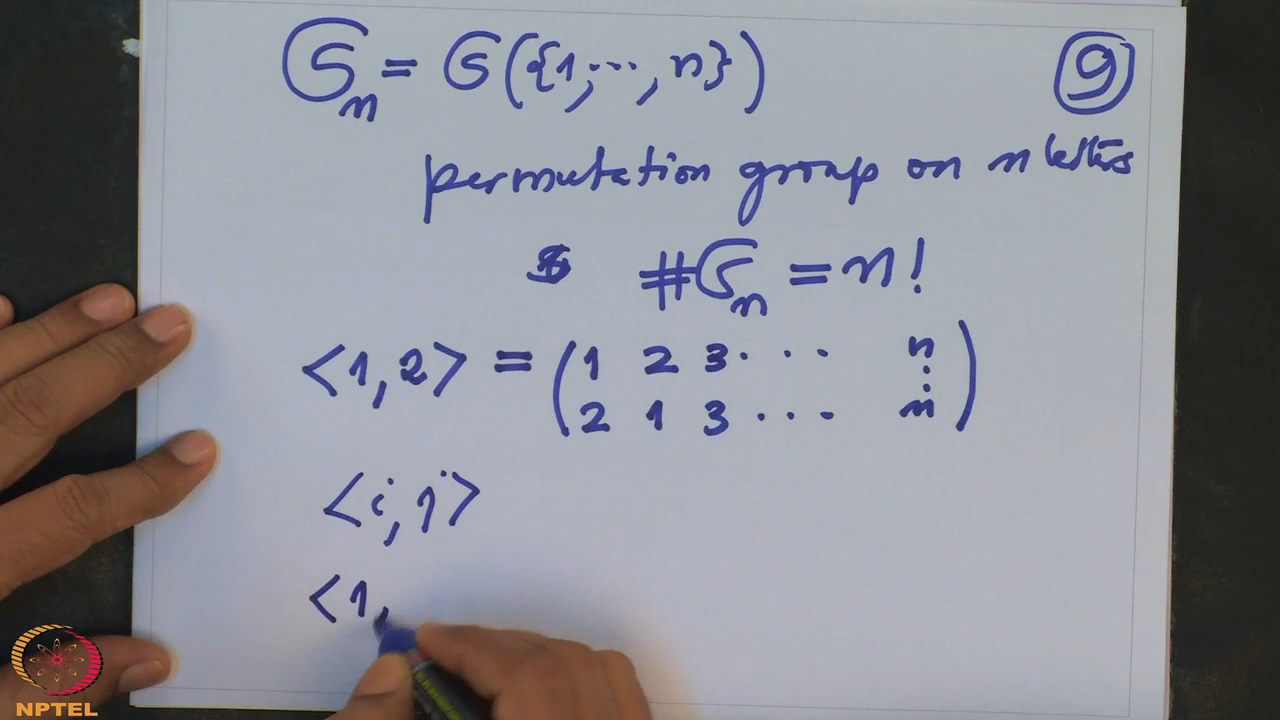 𝔖ₙ = 𝔖({1,...,n}) ⑨
permutation group on n letters
#𝔖ₙ = n!
<1,2> = (1 2 3 . . . n
2 1 3 . . . n)
<i,j>
<1,
NPTEL